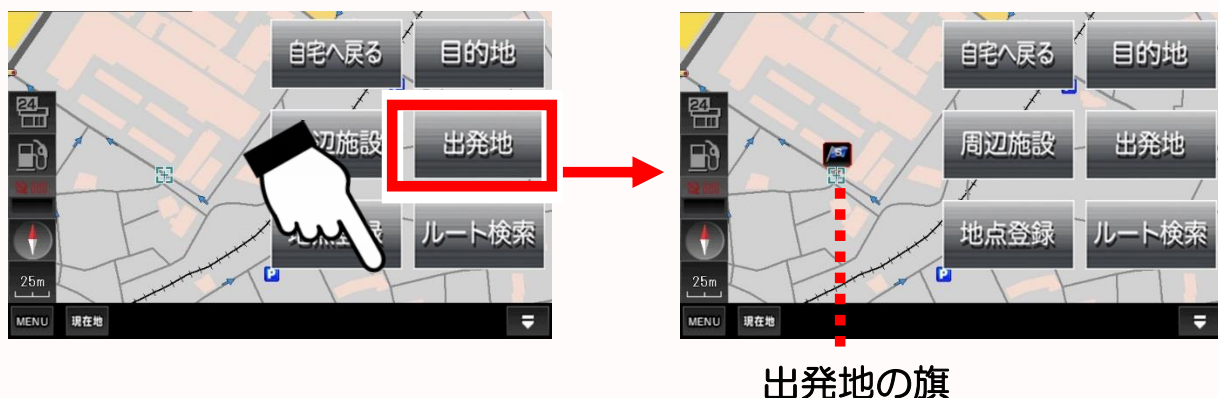 自宅へ戻る 目的地
24
辺施設 出発地
ルート検索
P
25m
MENU 現在地
自宅へ戻る 目的地
24
周辺施設 出発地
S
地点登録 ルート検索
P
25m
MENU 現在地
出発地の旗